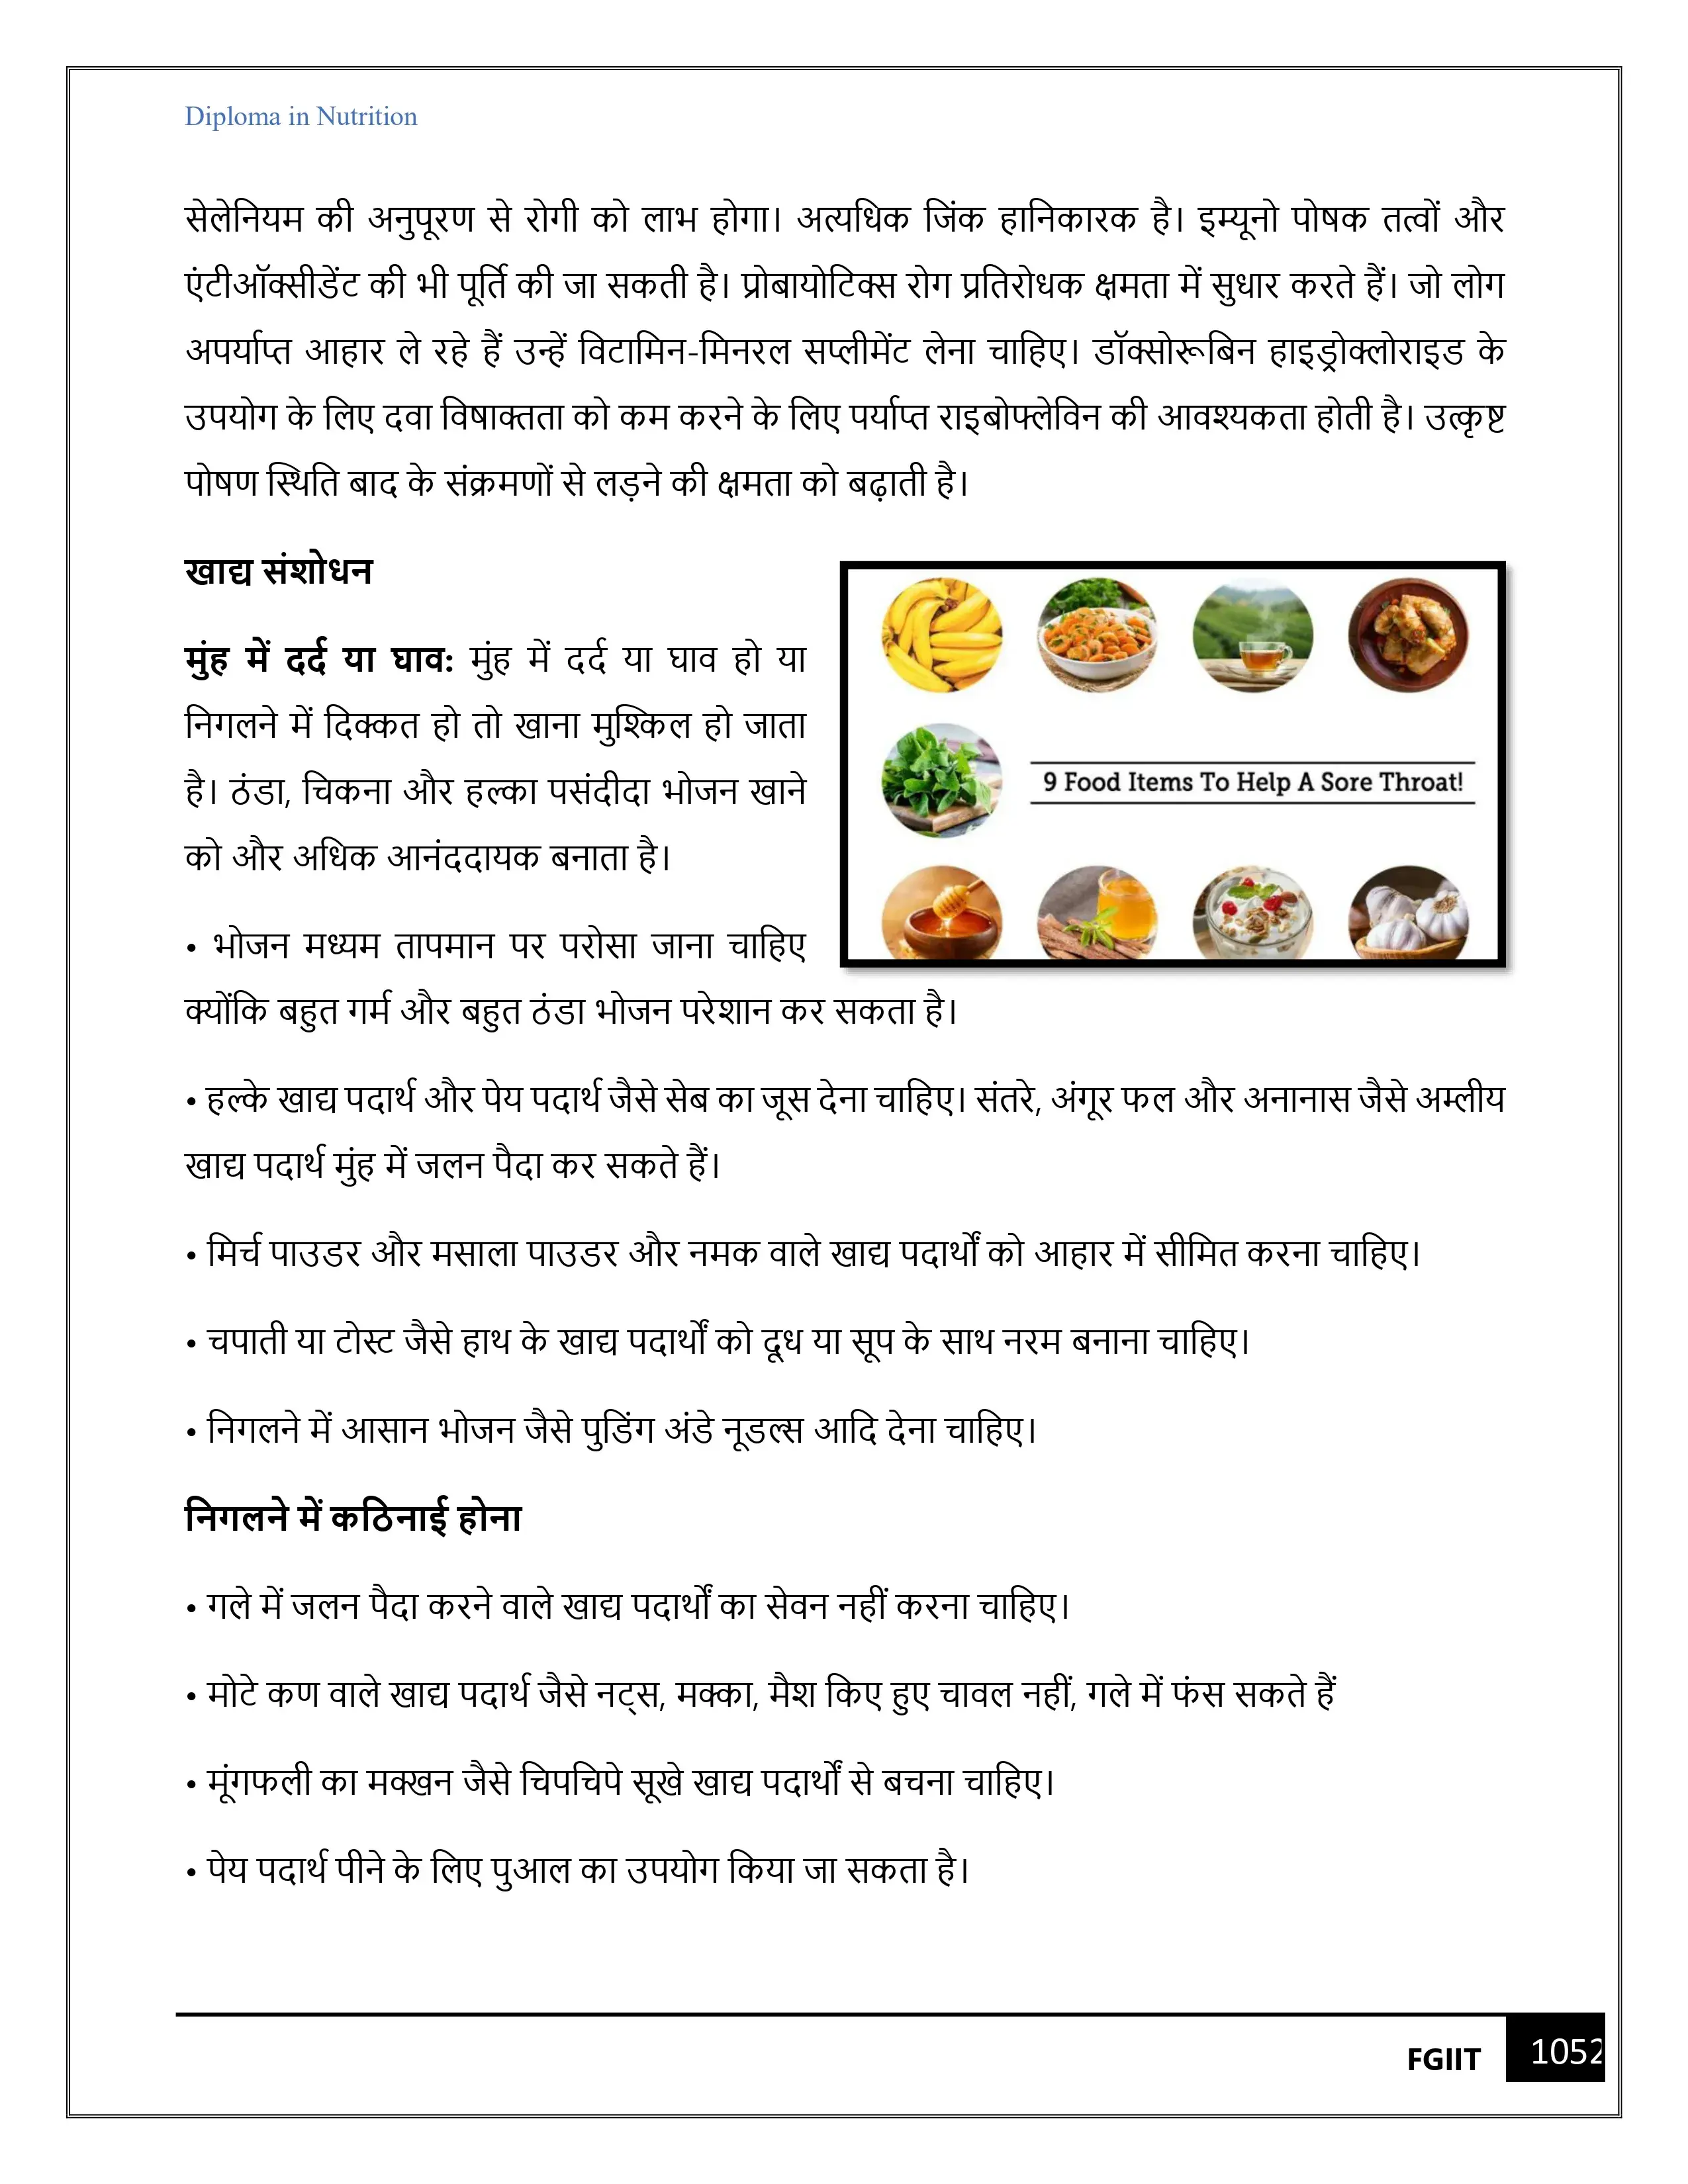 Diploma in Nutrition
सेलेनियम की अनुपूरण से रोगी को लाभ होगा। अत्यधिक जिंक हानिकारक है। इम्यूनो पोषक तत्वों और
एंटीऑक्सीडेंट की भी पूर्ति की जा सकती है। प्रोबायोटिक्स रोग प्रतिरोधक क्षमता में सुधार करते हैं। जो लोग
अपर्याप्त आहार ले रहे हैं उन्हें विटामिन-मिनरल सप्लीमेंट लेना चाहिए। डॉक्सोरूबिन हाइड्रोक्लोराइड के
उपयोग के लिए दवा विषाक्तता को कम करने के लिए पर्याप्त राइबोफ्लेविन की आवश्यकता होती है। उत्कृष्ट
पोषण स्थिति बाद के संक्रमणों से लड़ने की क्षमता को बढ़ाती है।
खाद्य संशोधन
मुंह में दर्द या घाव: मुंह में दर्द या घाव हो या
निगलने में दिक्कत हो तो खाना मुश्किल हो जाता
है। ठंडा, चिकना और हल्का पसंदीदा भोजन खाने
को और अधिक आनंददायक बनाता है।
9 Food Items To Help A Sore Throat!
• भोजन मध्यम तापमान पर परोसा जाना चाहिए
क्योंकि बहुत गर्म और बहुत ठंडा भोजन परेशान कर सकता है।
• हल्के खाद्य पदार्थ और पेय पदार्थ जैसे सेब का जूस देना चाहिए। संतरे, अंगूर फल और अनानास जैसे अम्लीय
खाद्य पदार्थ मुंह में जलन पैदा कर सकते हैं।
• मिर्च पाउडर और मसाला पाउडर और नमक वाले खाद्य पदार्थों को आहार में सीमित करना चाहिए।
• चपाती या टोस्ट जैसे हाथ के खाद्य पदार्थों को दूध या सूप के साथ नरम बनाना चाहिए।
• निगलने में आसान भोजन जैसे पुडिंग अंडे नूडल्स आदि देना चाहिए।
निगलने में कठिनाई होना
• गले में जलन पैदा करने वाले खाद्य पदार्थों का सेवन नहीं करना चाहिए।
• मोटे कण वाले खाद्य पदार्थ जैसे नट्स, मक्का, मैश किए हुए चावल नहीं, गले में फंस सकते हैं
• मूंगफली का मक्खन जैसे चिपचिपे सूखे खाद्य पदार्थों से बचना चाहिए।
• पेय पदार्थ पीने के लिए पुआल का उपयोग किया जा सकता है।
FGIIT 1052